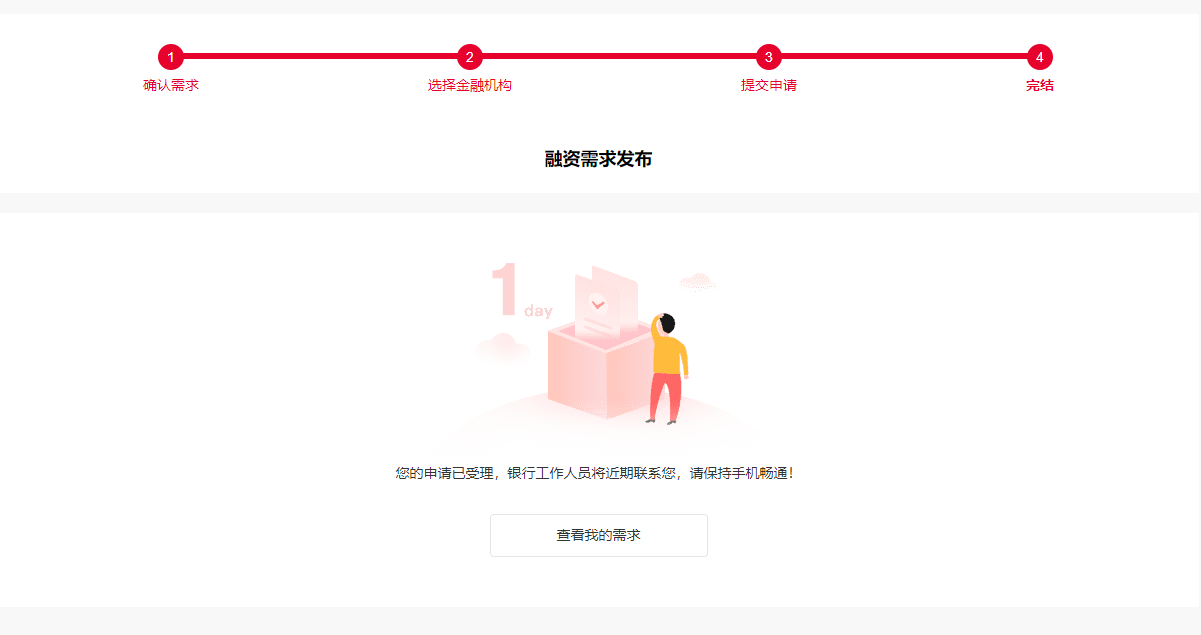 1 2 3 4
确认需求 选择金融机构 提交申请 完结
融资需求发布
1 day
您的申请已受理，银行工作人员将近期联系您，请保持手机畅通！
查看我的需求